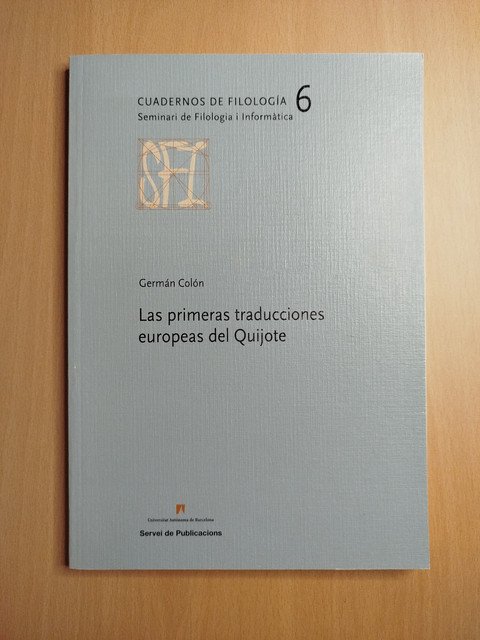 CUADERNOS DE FILOLOGÍA 6
Seminari de Filologia i Informàtica
SFI
Germán Colón
Las primeras traducciones
europeas del Quijote
Universitat Autònoma de Barcelona
Servei de Publicacions